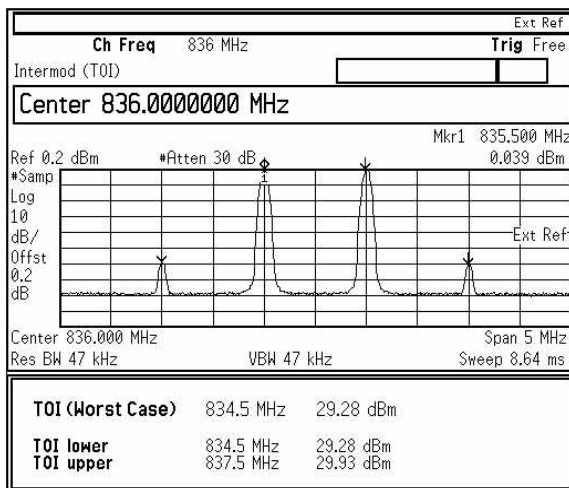 Ext Ref
Ch Freq 836 MHz Trig Free
Intermod (TOI)
Center 836.0000000 MHz
Mkr1 835.500 MHz
Ref 0.2 dBm #Atten 30 dB 0.039 dBm
#Samp
Log
10
dB/
Offst
0.2
dB
1
Ext Ref
Center 836.000 MHz Span 5 MHz
Res BW 47 kHz VBW 47 kHz Sweep 8.64 ms
TOI (Worst Case) 834.5 MHz 29.28 dBm
TOI lower 834.5 MHz 29.28 dBm
TOI upper 837.5 MHz 29.93 dBm